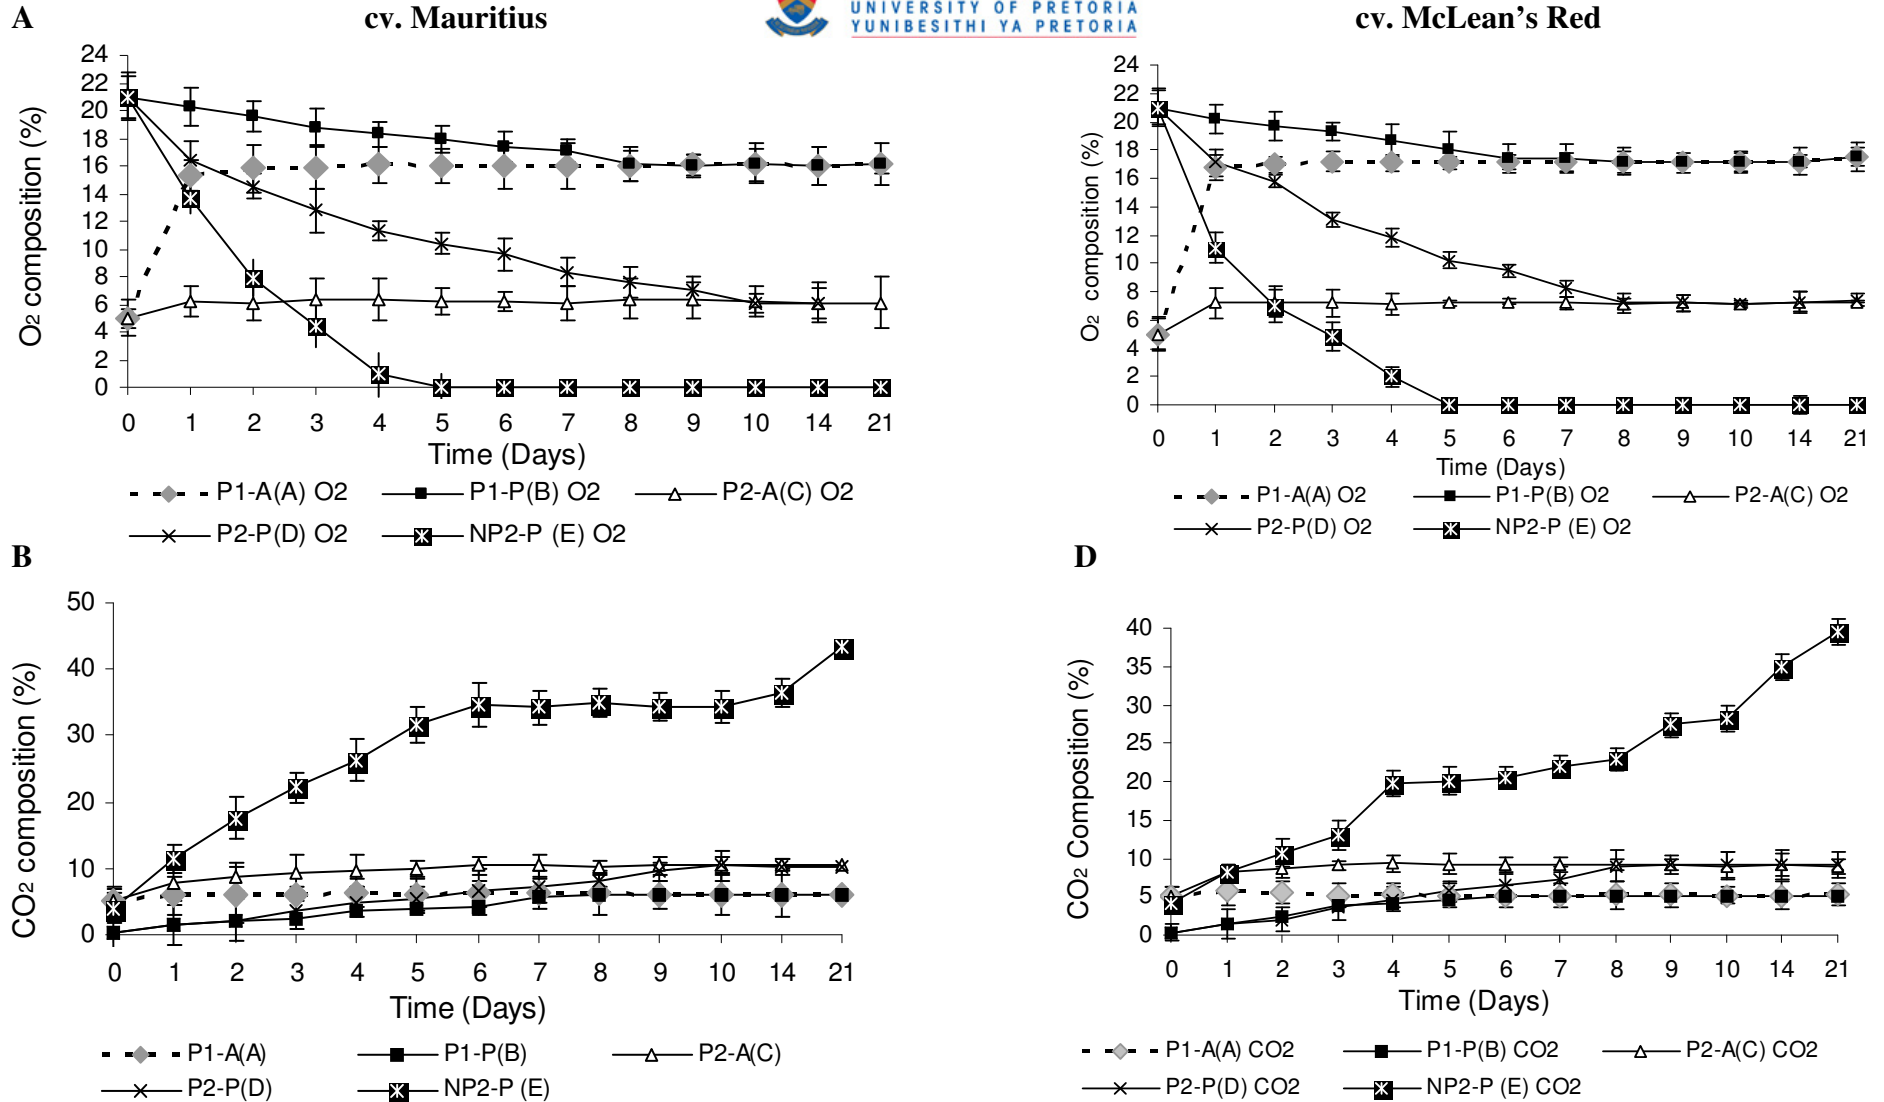 A cv. Mauritius UNIVERSITY OF PRETORIA cv. McLean's Red
YUNIBESITHI YA PRETORIA
O2 composition (%)
24
22
20
18
16
14
12
10
8
6
4
2
0
0 1 2 3 4 5 6 7 8 9 10 14 21
Time (Days)
P1-A(A) O2 P1-P(B) O2 P2-A(C) O2
P2-P(D) O2 NP2-P (E) O2
O2 composition (%)
24
22
20
18
16
14
12
10
8
6
4
2
0
0 1 2 3 4 5 6 7 8 9 10 14 21
Time (Days)
P1-A(A) O2 P1-P(B) O2 P2-A(C) O2
P2-P(D) O2 NP2-P (E) O2
B
CO2 composition (%)
50
40
30
20
10
0
0 1 2 3 4 5 6 7 8 9 10 14 21
Time (Days)
P1-A(A) P1-P(B) P2-A(C)
P2-P(D) NP2-P (E)
D
CO2 Composition (%)
40
35
30
25
20
15
10
5
0
0 1 2 3 4 5 6 7 8 9 10 14 21
Time (Days)
P1-A(A) CO2 P1-P(B) CO2 P2-A(C) CO2
P2-P(D) CO2 NP2-P (E) CO2